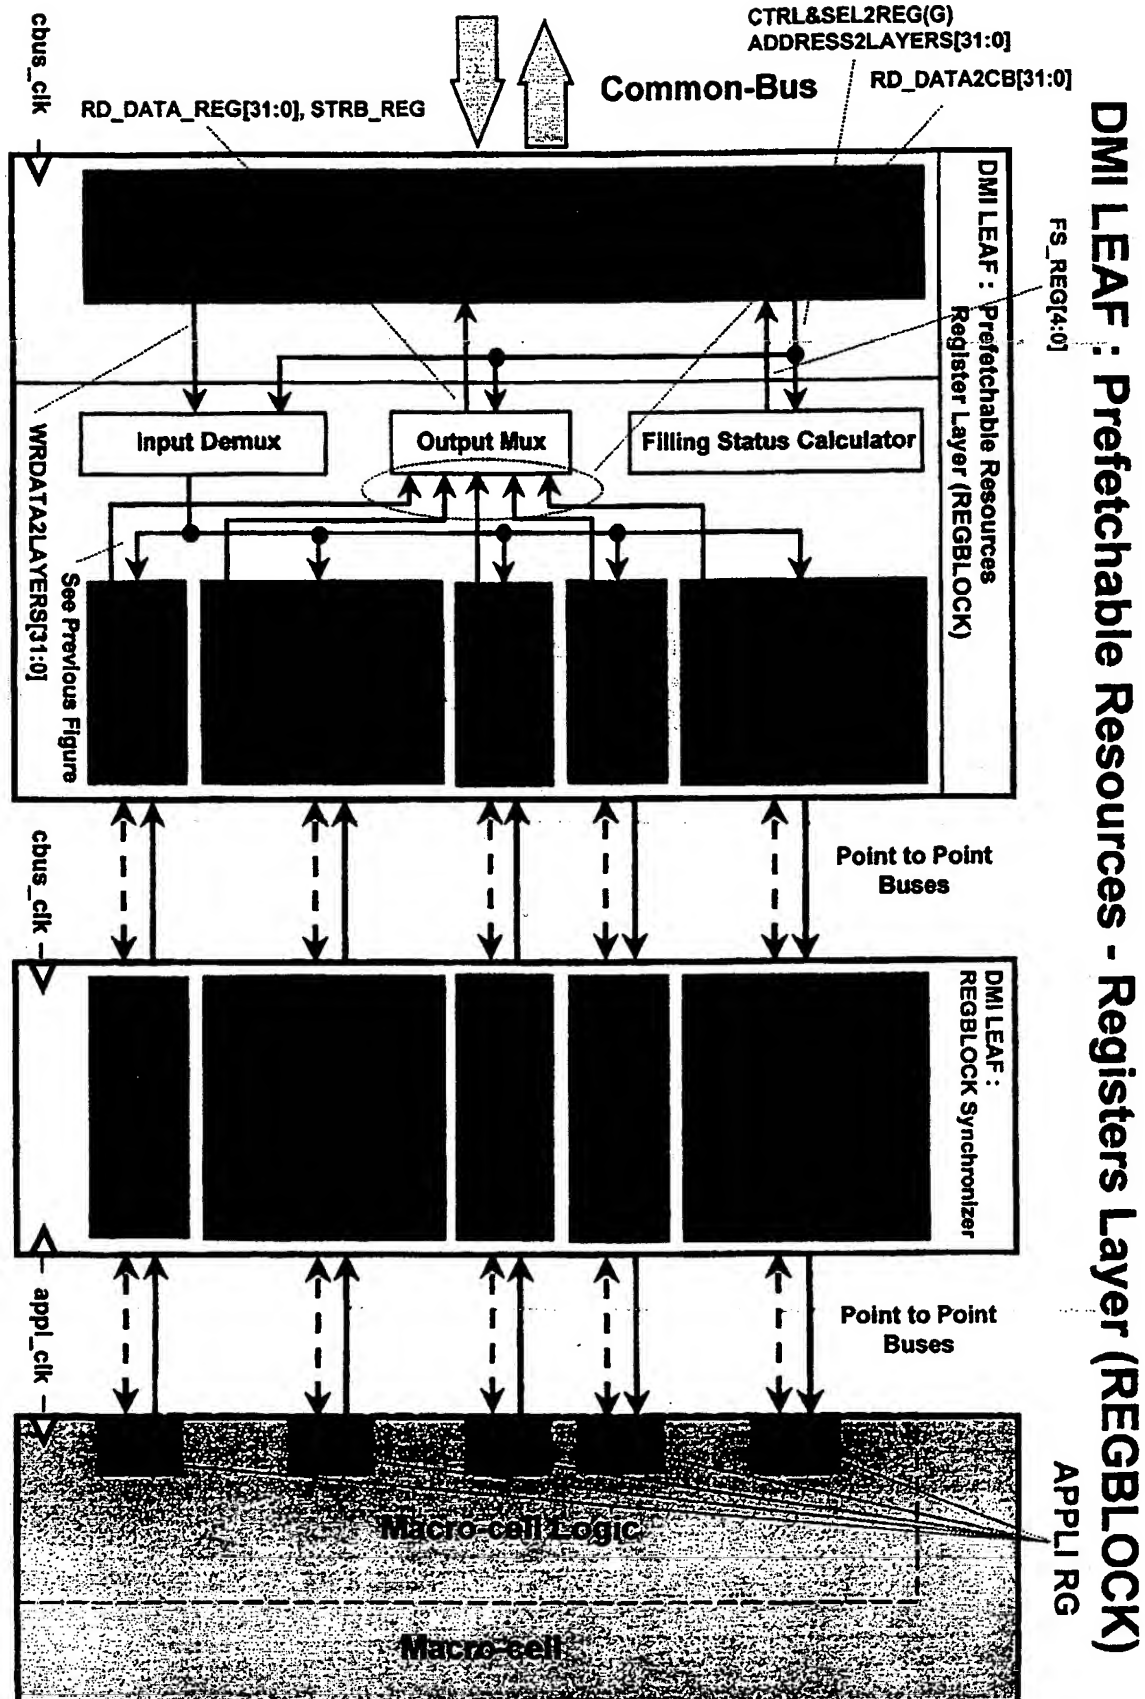 DMI LEAF : Prefetchable Resources - Registers Layer (REGBLOCK)
CTRL&SEL2REG(G)
ADDRESS2LAYERS[31:0]
cbus_clk
Common-Bus
RD_DATA2CB[31:0]
RD_DATA_REG[31:0], STRB_REG
DMI LEAF : Prefetchable Resources
Register Layer (REGBLOCK)
FS_REG[4:0]
WRDATA2LAYERS[31:0]
Input Demux
Output Mux
Filling Status Calculator
See Previous Figure
cbus_clk
Point to Point
Buses
DMI LEAF :
REGBLOCK Synchronizer
appl_clk
Point to Point
Buses
APPLI RG
Macro-cell Logic
Macro-cell